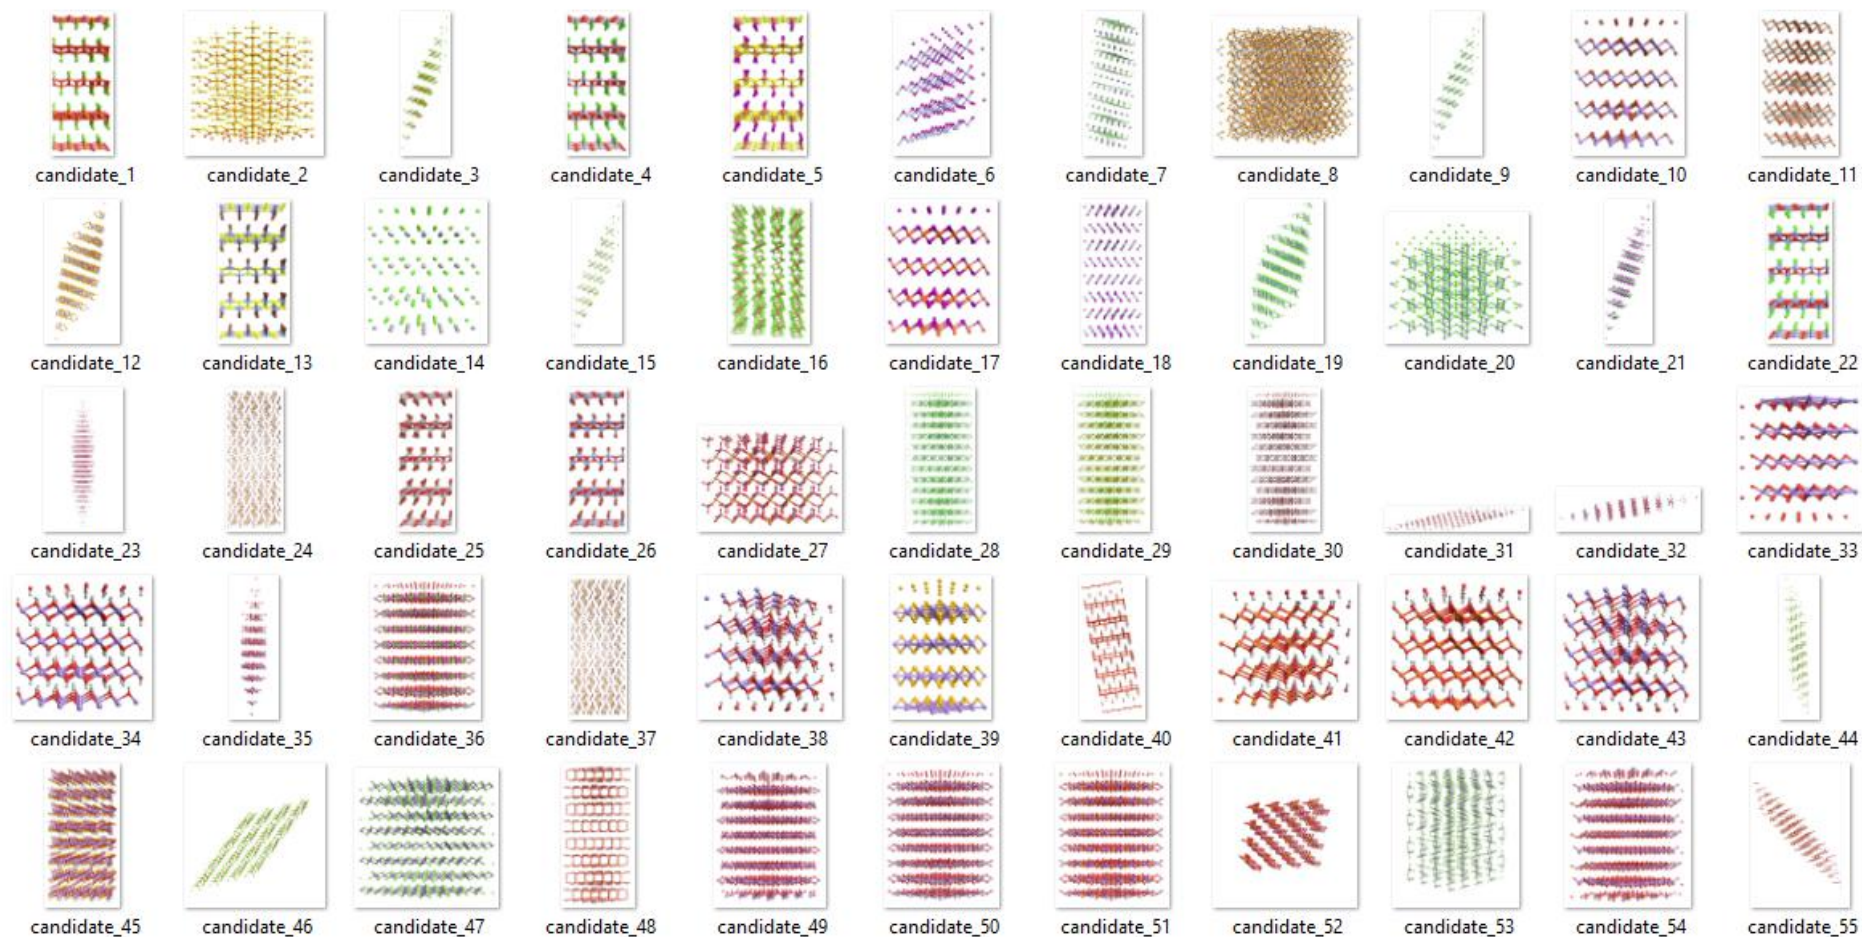 candidate_1 candidate_2 candidate_3 candidate_4 candidate_5 candidate_6 candidate_7 candidate_8 candidate_9 candidate_10 candidate_11
candidate_12 candidate_13 candidate_14 candidate_15 candidate_16 candidate_17 candidate_18 candidate_19 candidate_20 candidate_21 candidate_22
candidate_23 candidate_24 candidate_25 candidate_26 candidate_27 candidate_28 candidate_29 candidate_30 candidate_31 candidate_32 candidate_33
candidate_34 candidate_35 candidate_36 candidate_37 candidate_38 candidate_39 candidate_40 candidate_41 candidate_42 candidate_43 candidate_44
candidate_45 candidate_46 candidate_47 candidate_48 candidate_49 candidate_50 candidate_51 candidate_52 candidate_53 candidate_54 candidate_55